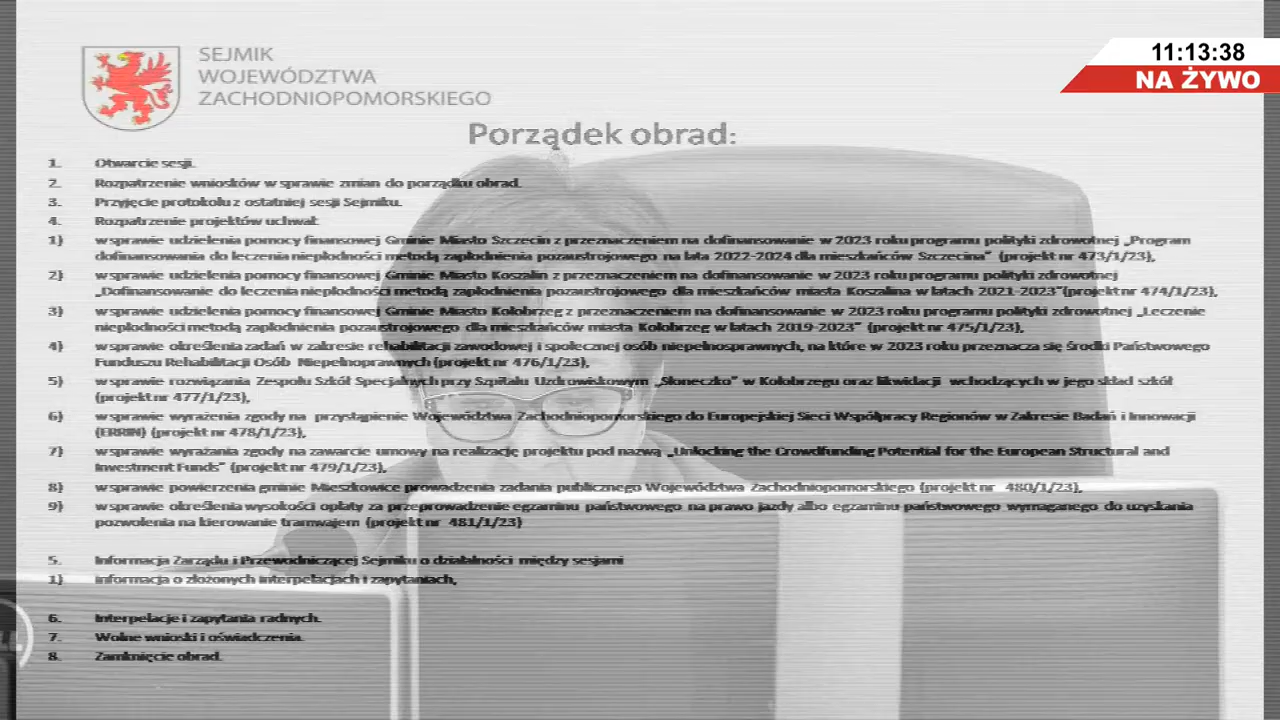 SEJMIK
WOJEWÓDZTWA
ZACHODNIOPOMORSKIEGO
11:13:38
NA ŻYWO
Porządek obrad:
1. Otwarcie sesji.
2. Rozpatrzenie wniosków w sprawie zmian do porządku obrad.
3. Przyjęcie protokołu z ostatniej sesji Sejmiku.
4. Rozpatrzenie projektów uchwał:
1) w sprawie udzielenia pomocy finansowej Gminie Miasto Szczecin z przeznaczeniem na dofinansowanie w 2023 roku programu polityki zdrowotnej „Program
dofinansowania do leczenia niepłodności metodą zapłodnienia pozaustrojowego na lata 2022-2024 dla mieszkańców Szczecina" (projekt nr 473/1/23),
2) w sprawie udzielenia pomocy finansowej Gminie Miasto Koszalin z przeznaczeniem na dofinansowanie w 2023 roku programu polityki zdrowotnej
„Dofinansowanie do leczenia niepłodności metodą zapłodnienia pozaustrojowego dla mieszkańców miasta Koszalina w latach 2021-2023"(projekt nr 474/1/23),
3) w sprawie udzielenia pomocy finansowej Gminie Miasto Kołobrzeg z przeznaczeniem na dofinansowanie w 2023 roku programu polityki zdrowotnej „Leczenie
niepłodności metodą zapłodnienia pozaustrojowego dla mieszkańców miasta Kołobrzeg w latach 2019-2023" (projekt nr 475/1/23),
4) w sprawie określenia zadań w zakresie rehabilitacji zawodowej i społecznej osób niepełnosprawnych, na które w 2023 roku przeznacza się środki Państwowego
Funduszu Rehabilitacji Osób Niepełnoprawnych (projekt nr 476/1/23),
5) w sprawie rozwiązania Zespołu Szkół Specjalnych przy Szpitalu Uzdrowiskowym „Słoneczko" w Kołobrzegu oraz likwidacji wchodzących w jego skład szkół
(projekt nr 477/1/23),
6) w sprawie wyrażenia zgody na przystąpienie Województwa Zachodniopomorskiego do Europejskiej Sieci Współpracy Regionów w Zakresie Badań i Innowacji
(ERRIN) (projekt nr 478/1/23),
7) w sprawie wyrażania zgody na zawarcie umowy na realizację projektu pod nazwą „Unlocking the Crowdfunding Potential for the European Structural and
Investment Funds" (projekt nr 479/1/23),
8) w sprawie powierzenia gminie Mieszkowice prowadzenia zadania publicznego Województwa Zachodniopomorskiego (projekt nr 480/1/23),
9) w sprawie określenia wysokości opłaty za przeprowadzenie egzaminu państwowego na prawo jazdy albo egzaminu państwowego wymaganego do uzyskania
pozwolenia na kierowanie tramwajem (projekt nr 481/1/23)
5. Informacja Zarządu i Przewodniczącej Sejmiku o działalności między sesjami
1) informacja o złożonych interpelacjach i zapytaniach,
6. Interpelacje i zapytania radnych.
7. Wolne wnioski i oświadczenia.
8. Zamknięcie obrad.